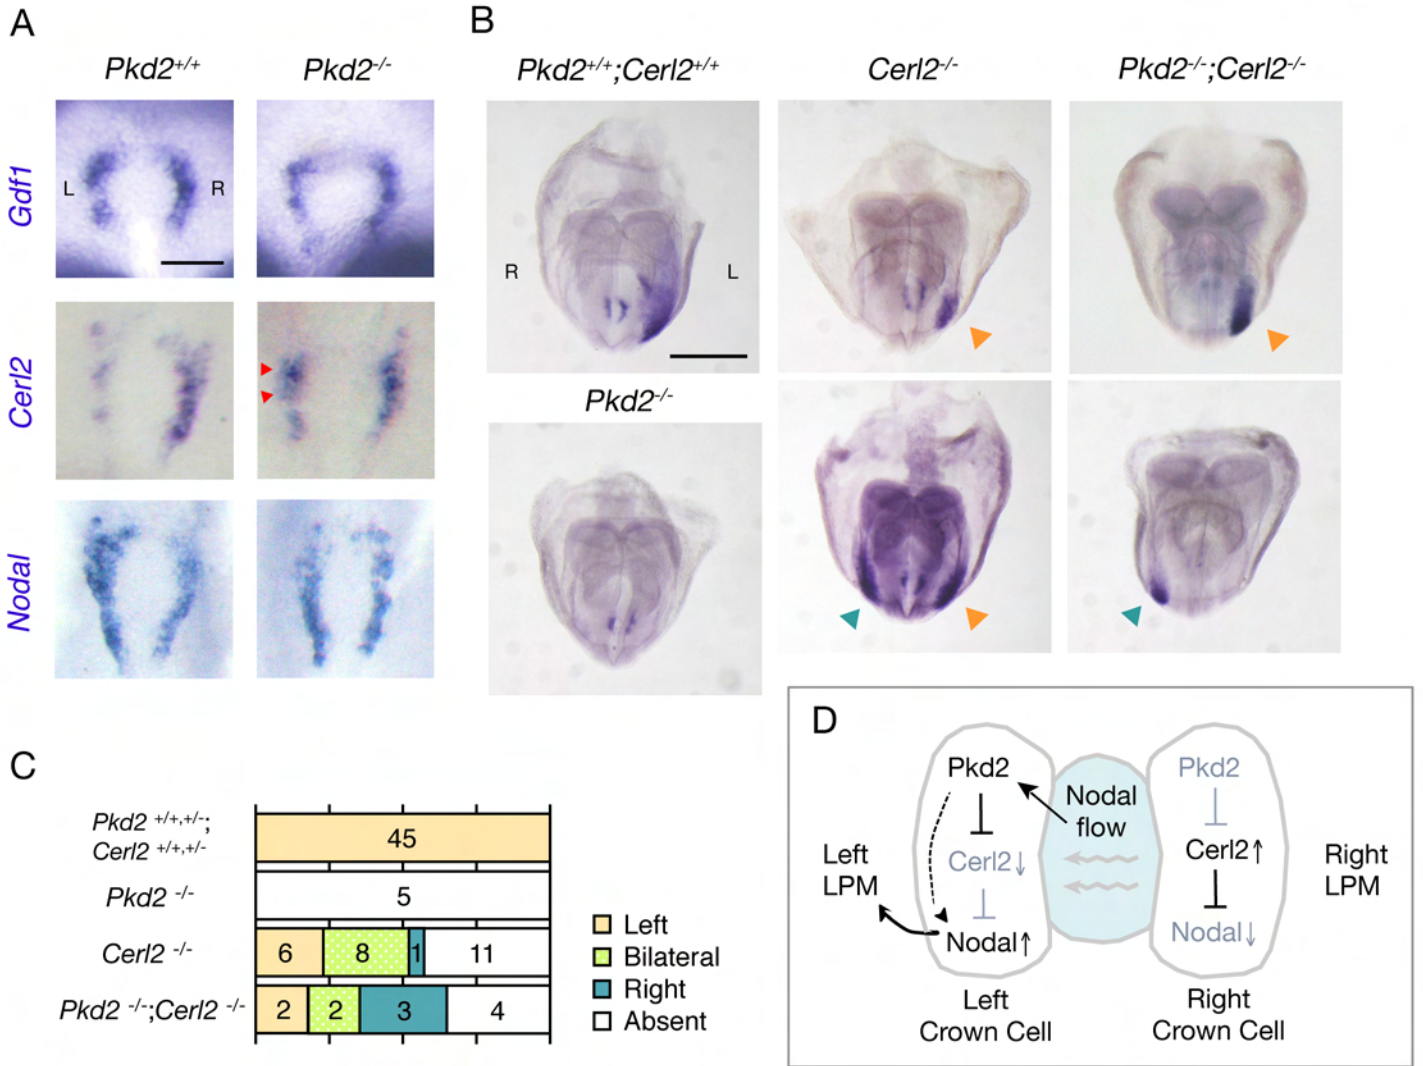 A
Pkd2+/+
Pkd2-/-
Gdf1
L
R
Cerl2
Nodal
B
Pkd2+/+;Cerl2+/+
Cerl2-/-
Pkd2-/-;Cerl2-/-
R
L
Pkd2-/-
C
Pkd2 +/+,+/-;
Cerl2 +/+,+/-
45
Pkd2 -/-
5
Cerl2 -/-
6
8
1
11
Pkd2 -/-;Cerl2 -/-
2
2
3
4
Left
Bilateral
Right
Absent
D
Pkd2
Cerl2↓
Nodal↑
Nodal
flow
Pkd2
Cerl2↑
Nodal↓
Left
LPM
Right
LPM
Left
Crown Cell
Right
Crown Cell